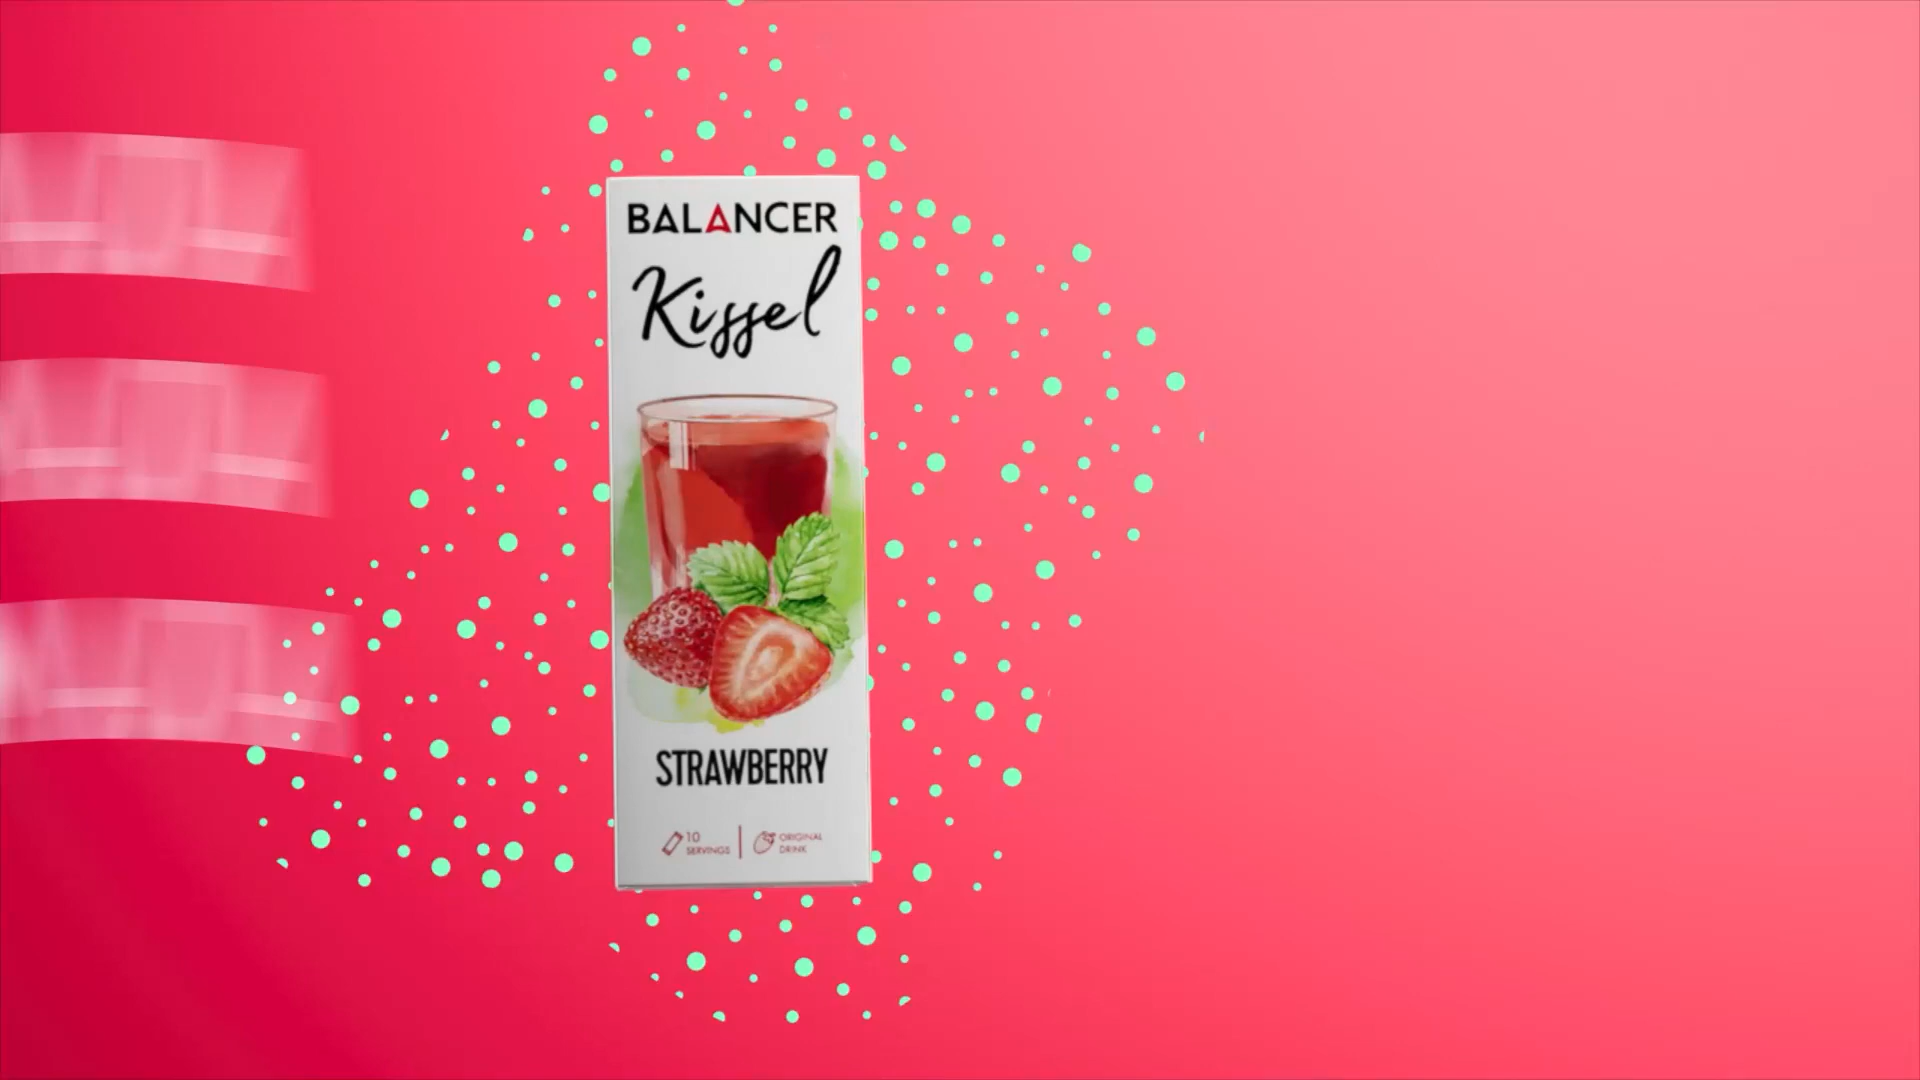 BALANCER
Kissel
STRAWBERRY
10
SERVINGS
ORIGINAL
DRINK